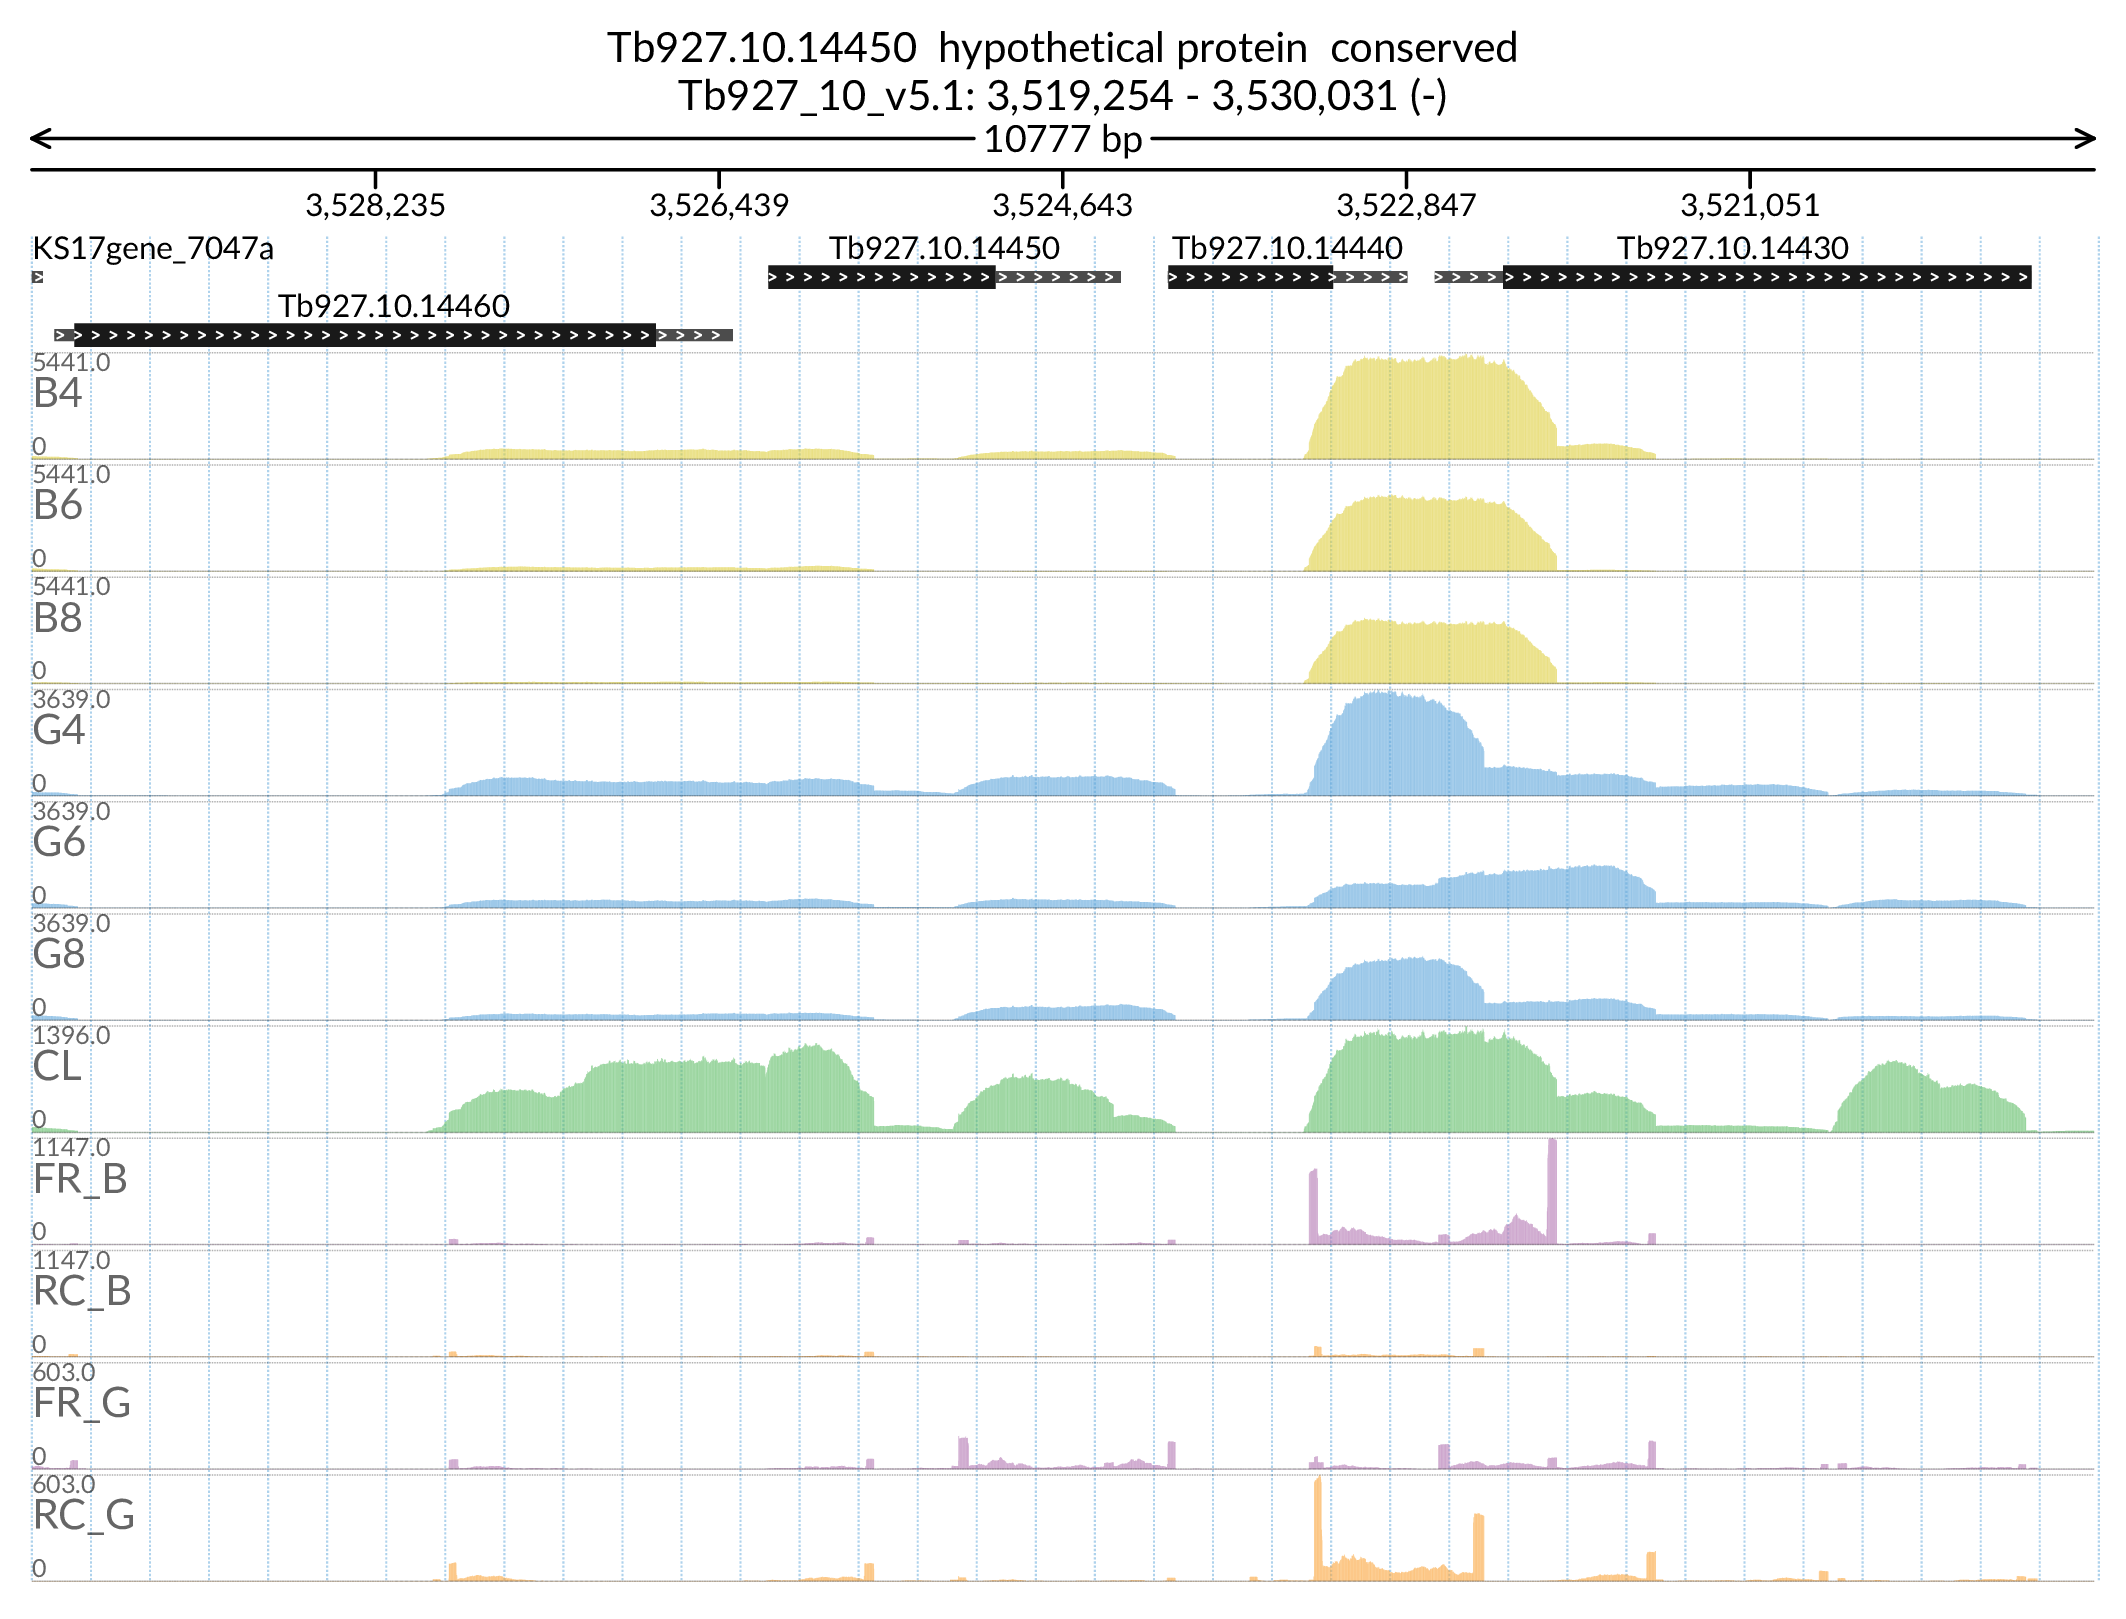 Tb927.10.14450  hypothetical protein  conserved
Tb927_10_v5.1: 3,519,254 - 3,530,031 (-)
10777 bp
3,528,235 3,526,439 3,524,643 3,522,847 3,521,051
KS17gene_7047a Tb927.10.14450 Tb927.10.14440 Tb927.10.14430
Tb927.10.14460
5441.0
B4
0
5441.0
B6
0
5441.0
B8
0
3639.0
G4
0
3639.0
G6
0
3639.0
G8
0
1396.0
CL
0
1147.0
FR_B
0
1147.0
RC_B
0
603.0
FR_G
0
603.0
RC_G
0